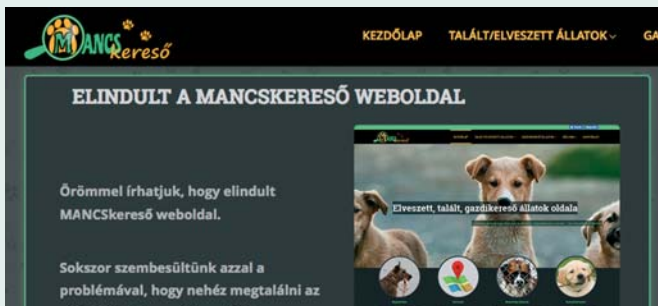 MANCS
kereső
KEZDŐLAP
TALÁLT/ELVESZETT ÁLLATOK
GA
ELINDULT A MANCSKERESŐ WEBOLDAL
Örömmel írhatjuk, hogy elindult
MANCSkereső weboldal.
Sokszor szembesültünk azzal a
problémával, hogy nehéz megtalálni az
Elveszett, talált, gazdikereső állatok oldala